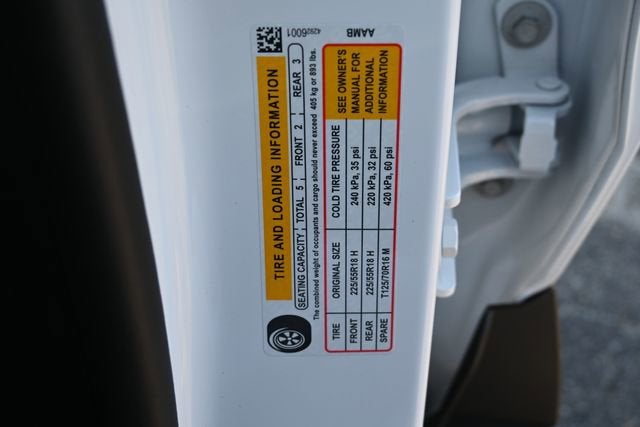 42926001 AAMB
TIRE AND LOADING INFORMATION
SEATING CAPACITY TOTAL 5 FRONT 2 REAR 3
The combined weight of occupants and cargo should never exceed 405 kg or 893 lbs.
TIRE ORIGINAL SIZE COLD TIRE PRESSURE
FRONT 225/55R18 H 240 kPa, 35 psi
REAR 225/55R18 H 220 kPa, 32 psi
SPARE T125/70R16 M 420 kPa, 60 psi
SEE OWNER'S
MANUAL FOR
ADDITIONAL
INFORMATION